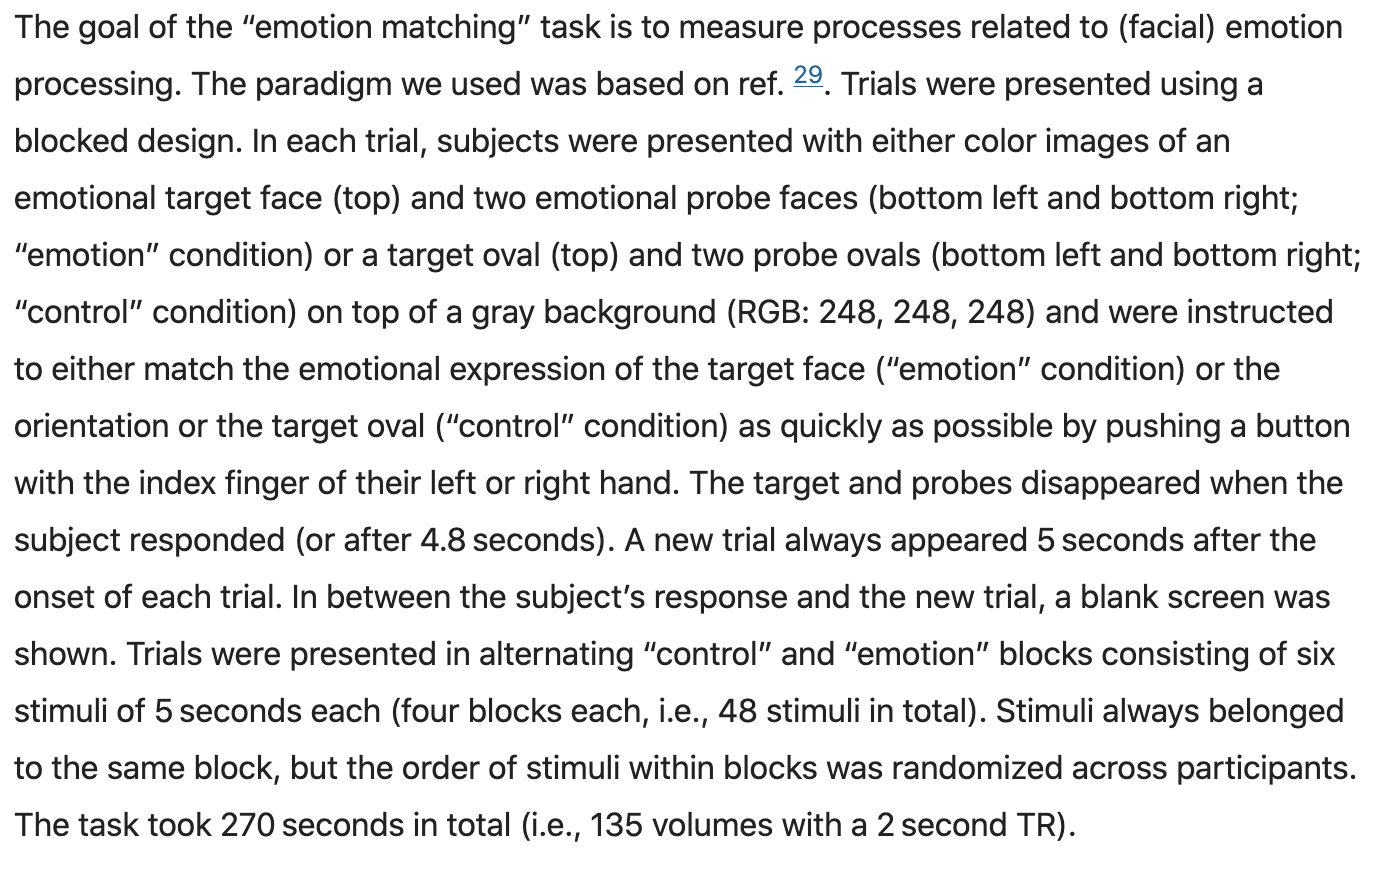 The goal of the “emotion matching” task is to measure processes related to (facial) emotion
processing. The paradigm we used was based on ref. 29. Trials were presented using a
blocked design. In each trial, subjects were presented with either color images of an
emotional target face (top) and two emotional probe faces (bottom left and bottom right;
“emotion” condition) or a target oval (top) and two probe ovals (bottom left and bottom right;
“control” condition) on top of a gray background (RGB: 248, 248, 248) and were instructed
to either match the emotional expression of the target face (“emotion” condition) or the
orientation or the target oval (“control” condition) as quickly as possible by pushing a button
with the index finger of their left or right hand. The target and probes disappeared when the
subject responded (or after 4.8 seconds). A new trial always appeared 5 seconds after the
onset of each trial. In between the subject’s response and the new trial, a blank screen was
shown. Trials were presented in alternating “control” and “emotion” blocks consisting of six
stimuli of 5 seconds each (four blocks each, i.e., 48 stimuli in total). Stimuli always belonged
to the same block, but the order of stimuli within blocks was randomized across participants.
The task took 270 seconds in total (i.e., 135 volumes with a 2 second TR).